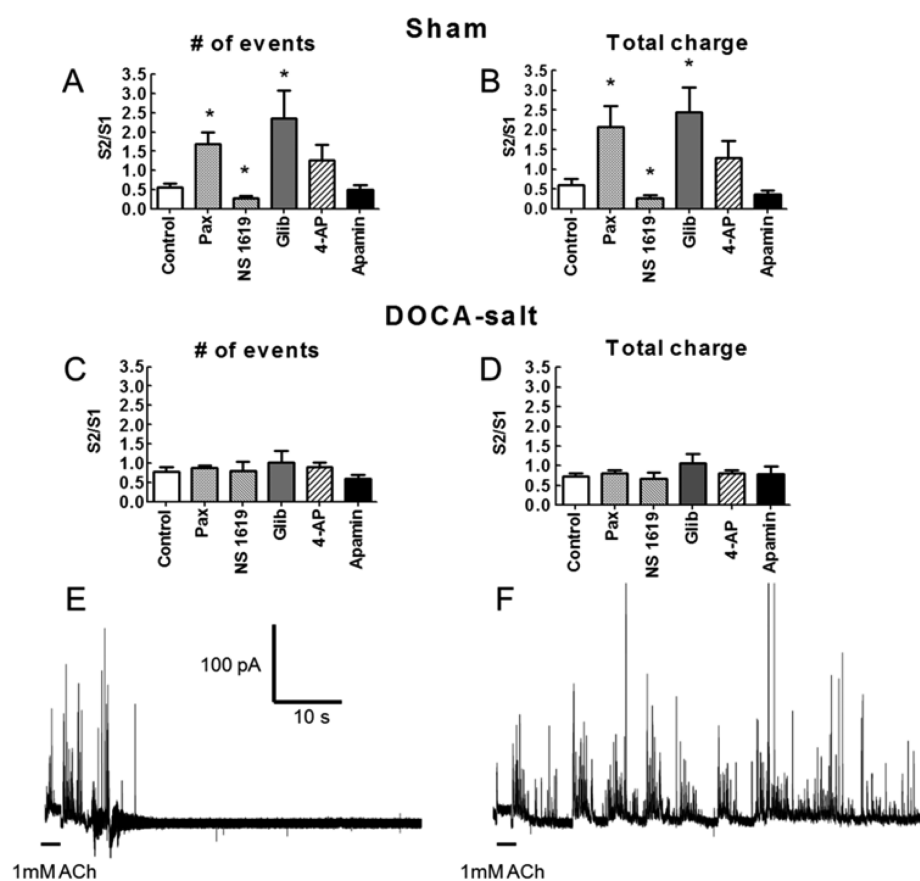 Sham
# of events
Total charge
A
S2/S1
3.5
3.0
2.5
2.0
1.5
1.0
0.5
0.0
*
*
*
Control
Pax
NS 1619
Glib
4-AP
Apamin
B
S2/S1
3.5
3.0
2.5
2.0
1.5
1.0
0.5
0.0
*
*
*
Control
Pax
NS 1619
Glib
4-AP
Apamin
DOCA-salt
# of events
Total charge
C
S2/S1
3.5
3.0
2.5
2.0
1.5
1.0
0.5
0.0
Control
Pax
NS 1619
Glib
4-AP
Apamin
D
S2/S1
3.5
3.0
2.5
2.0
1.5
1.0
0.5
0.0
Control
Pax
NS 1619
Glib
4-AP
Apamin
E
100 pA
10 s
1mM ACh
F
1mM ACh